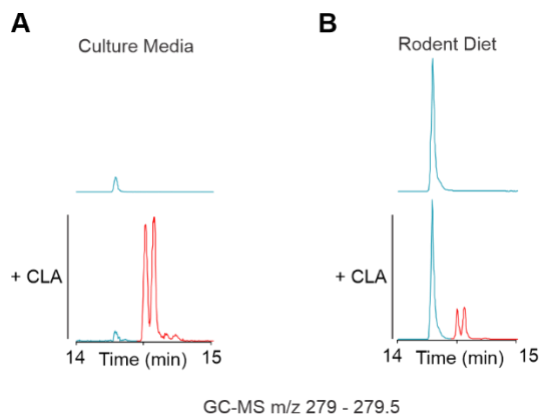 A
Culture Media
+ CLA
14
Time (min)
15
B
Rodent Diet
+ CLA
14
Time (min)
15
GC-MS m/z 279 - 279.5